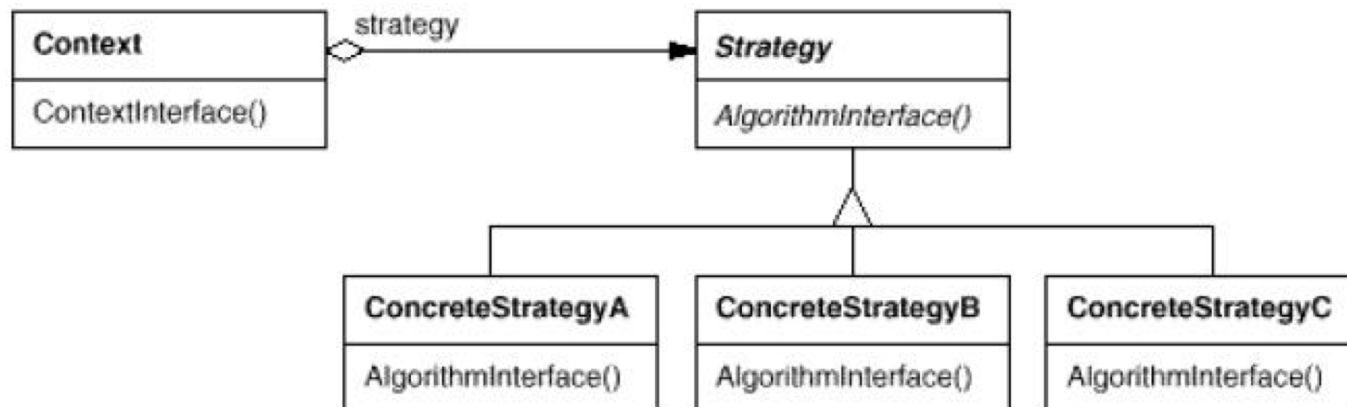 strategy
Context
Strategy
ContextInterface()
AlgorithmInterface()
ConcreteStrategyA
ConcreteStrategyB
ConcreteStrategyC
AlgorithmInterface()
AlgorithmInterface()
AlgorithmInterface()